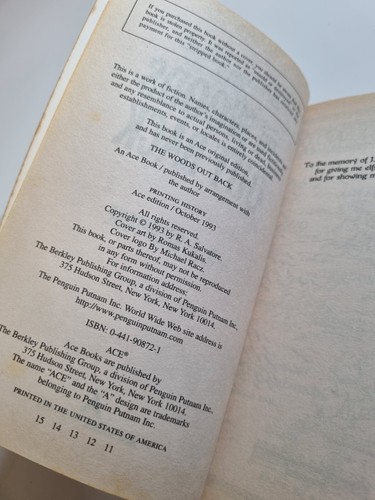 If you purchased this book without a cover, you should be aware that this
book is stolen property. It was reported as "unsold and destroyed" to the
publisher, and neither the author nor the publisher has received any
payment for this "stripped book."
This is a work of fiction. Names, characters, places, and incidents are
either the product of the author's imagination or are used fictitiously,
and any resemblance to actual persons, living or dead, business
establishments, events, or locales is entirely coincidental.
This book is an Ace original edition,
and has never been previously published.
THE WOODS OUT BACK
An Ace Book / published by arrangement with
the author
PRINTING HISTORY
Ace edition / October 1993
All rights reserved.
Copyright © 1993 by R. A. Salvatore.
Cover art by Romas Kukalis.
Cover logo By Michael Racz.
This book, or parts thereof, may not be reproduced
in any form without permission.
For information address:
The Berkley Publishing Group, a division of Penguin Putnam Inc.
375 Hudson Street, New York, New York 10014.
The Penguin Putnam Inc. World Wide Web site address is
http://www.penguinputnam.com
ISBN: 0-441-90872-1
ACE®
Ace Books are published by
The Berkley Publishing Group, a division of Penguin Putnam Inc.,
375 Hudson Street, New York, New York 10014.
The name "ACE" and the "A" design are trademarks
belonging to Penguin Putnam Inc.
PRINTED IN THE UNITED STATES OF AMERICA
15 14 13 12 11
To the memory of J.
for giving me
and for showing